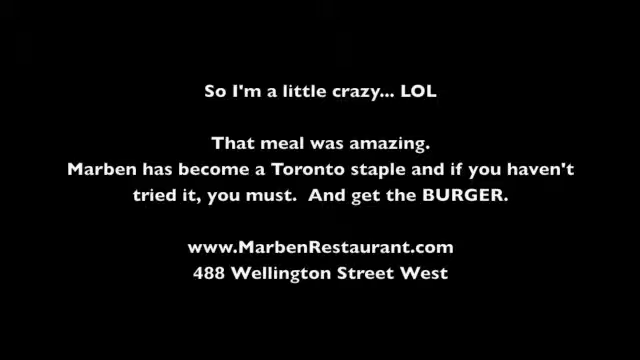 So I'm a little crazy... LOL
That meal was amazing.
Marben has become a Toronto staple and if you haven't
tried it, you must.  And get the BURGER.
www.MarbenRestaurant.com
488 Wellington Street West